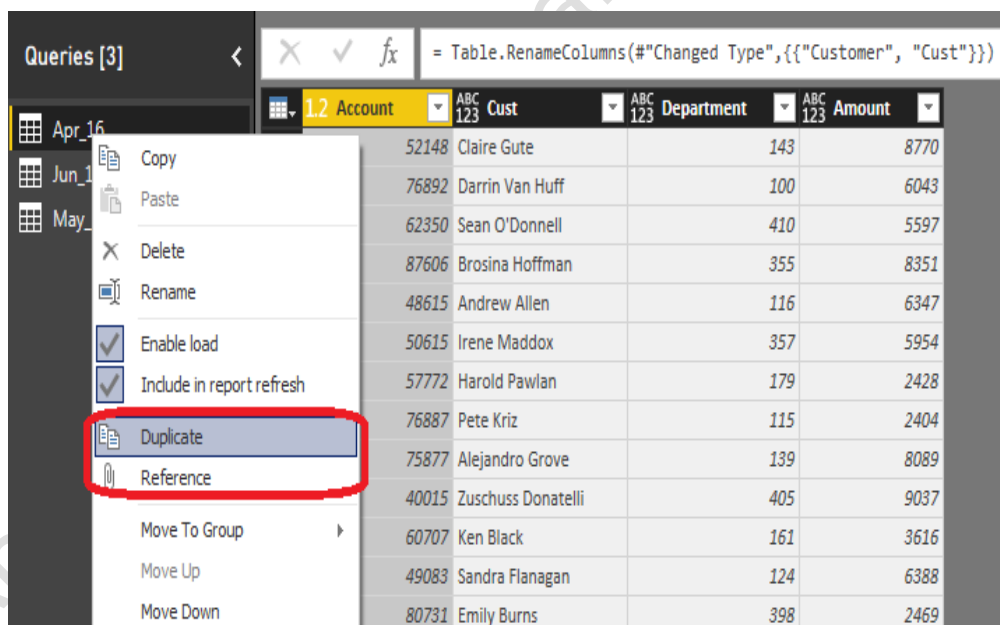 Queries [3]
fx = Table.RenameColumns(#"Changed Type",{{"Customer", "Cust"}})
1.2 Account ABC 123 Cust ABC 123 Department ABC 123 Amount
Apr_16
Jun_1
May_
Copy
Paste
Delete
Rename
Enable load
Include in report refresh
Duplicate
Reference
Move To Group
Move Up
Move Down
52148 Claire Gute 143 8770
76892 Darrin Van Huff 100 6043
62350 Sean O'Donnell 410 5597
87606 Brosina Hoffman 355 8351
48615 Andrew Allen 116 6347
50615 Irene Maddox 357 5954
57772 Harold Pawlan 179 2428
76887 Pete Kriz 115 2404
75877 Alejandro Grove 139 8089
40015 Zuschuss Donatelli 405 9037
60707 Ken Black 161 3616
49083 Sandra Flanagan 124 6388
80731 Emily Burns 398 2469